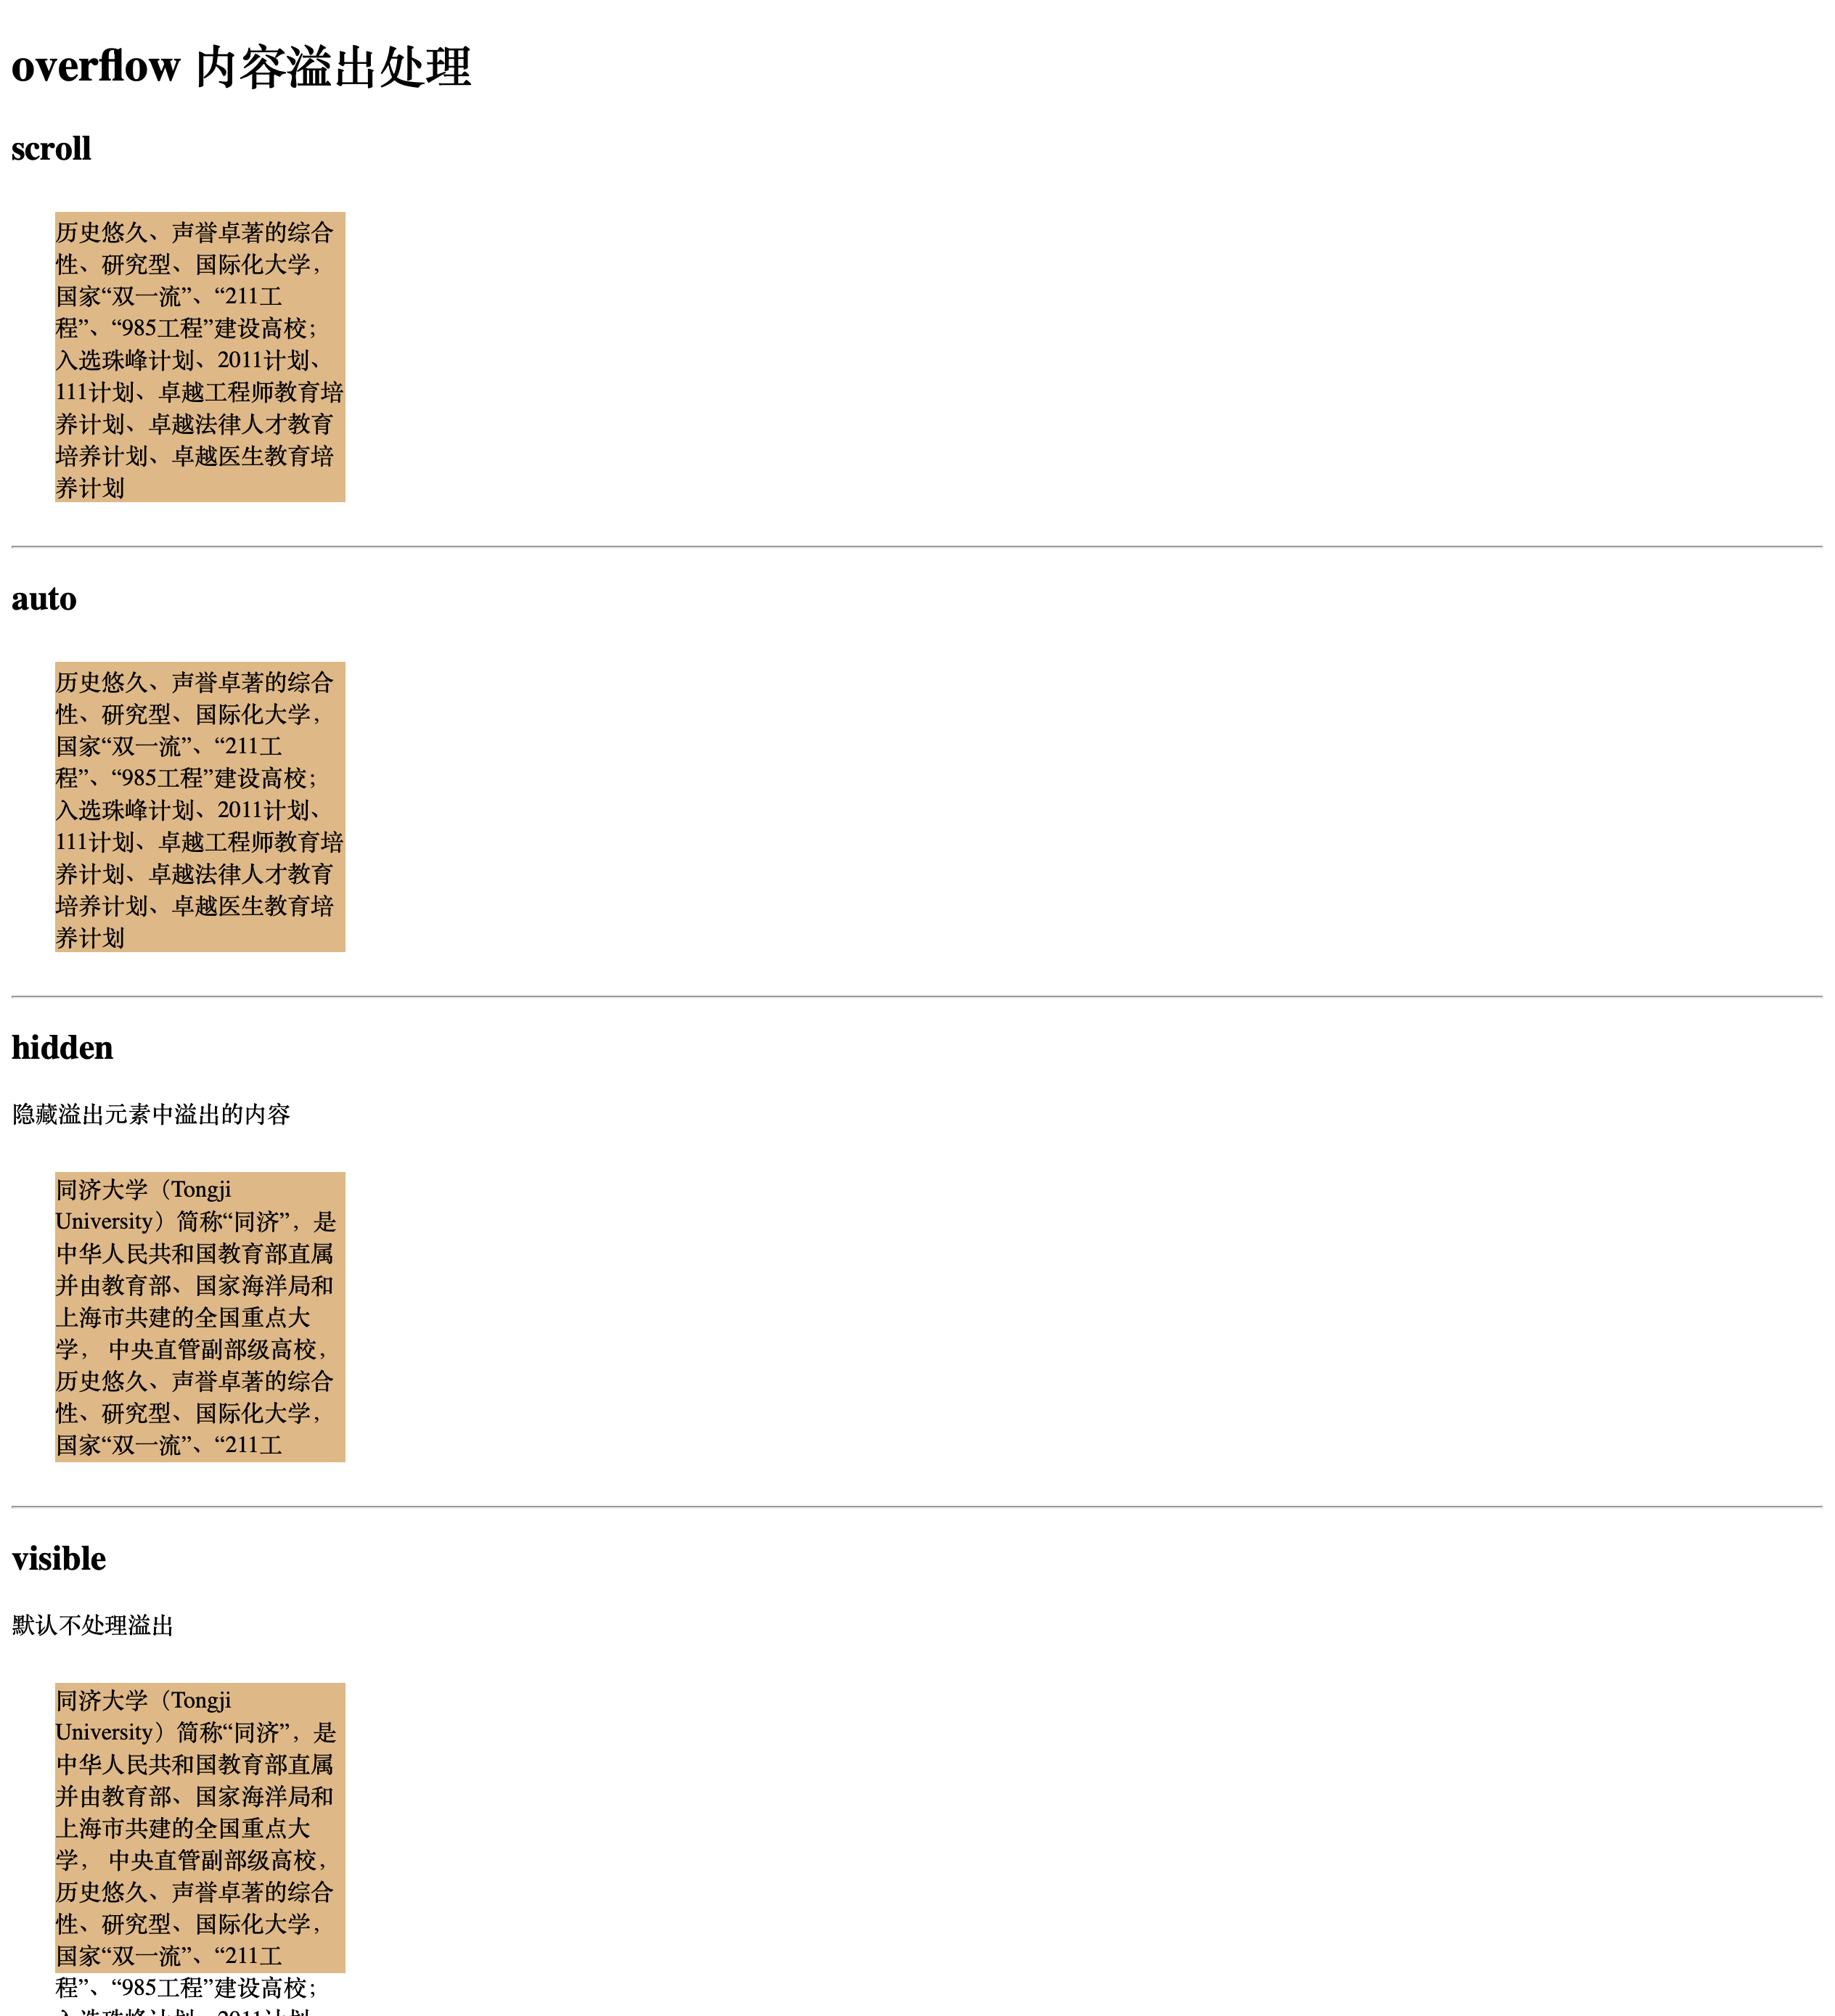 overflow 内容溢出处理
scroll
历史悠久、声誉卓著的综合
性、研究型、国际化大学，
国家“双一流”、“211工
程”、“985工程”建设高校；
入选珠峰计划、2011计划、
111计划、卓越工程师教育培
养计划、卓越法律人才教育
培养计划、卓越医生教育培
养计划
auto
历史悠久、声誉卓著的综合
性、研究型、国际化大学，
国家“双一流”、“211工
程”、“985工程”建设高校；
入选珠峰计划、2011计划、
111计划、卓越工程师教育培
养计划、卓越法律人才教育
培养计划、卓越医生教育培
养计划
hidden
隐藏溢出元素中溢出的内容
同济大学（Tongji
University）简称“同济”，是
中华人民共和国教育部直属
并由教育部、国家海洋局和
上海市共建的全国重点大
学， 中央直管副部级高校，
历史悠久、声誉卓著的综合
性、研究型、国际化大学，
国家“双一流”、“211工
visible
默认不处理溢出
同济大学（Tongji
University）简称“同济”，是
中华人民共和国教育部直属
并由教育部、国家海洋局和
上海市共建的全国重点大
学， 中央直管副部级高校，
历史悠久、声誉卓著的综合
性、研究型、国际化大学，
国家“双一流”、“211工
程”、“985工程”建设高校；
入选珠峰计划、2011计划、